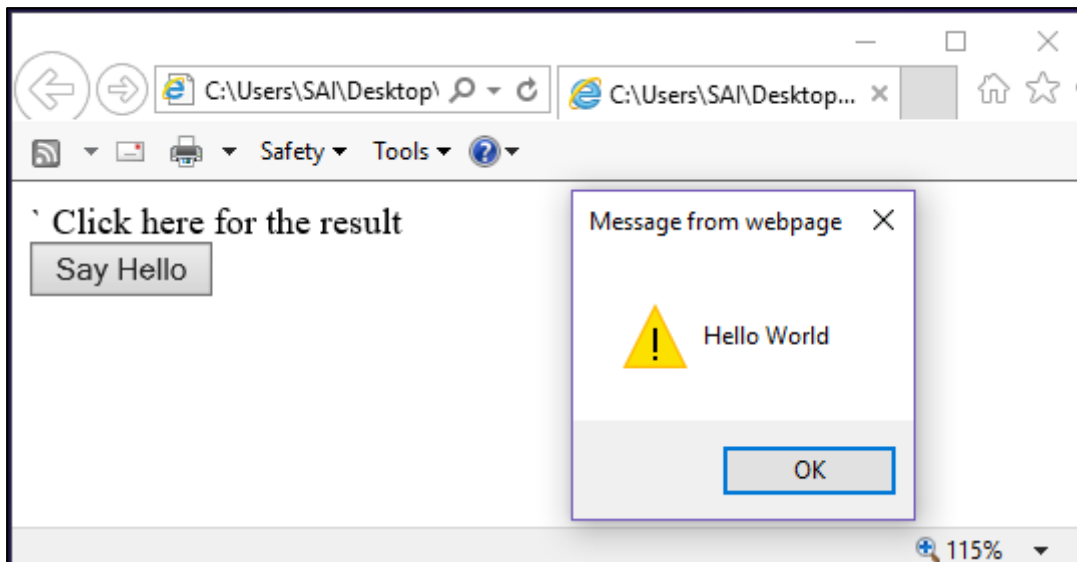 C:\Users\SAI\Desktop\
C:\Users\SAI\Desktop...
Safety Tools
` Click here for the result
Say Hello
Message from webpage
Hello World
OK
115%